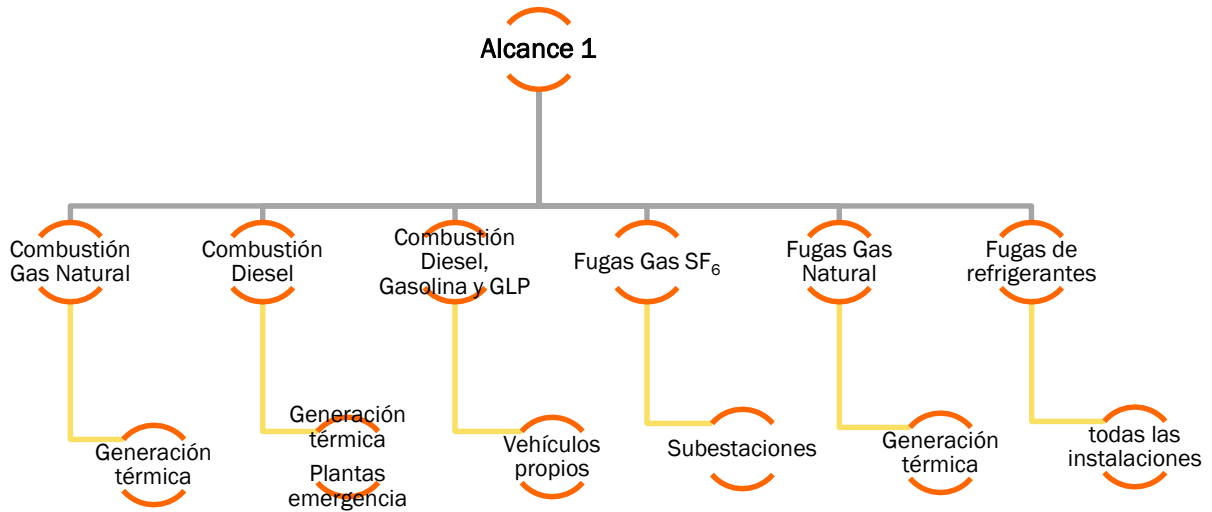 Alcance 1
Combustión
Gas Natural
Combustión
Diesel
Combustión
Diesel,
Gasolina y GLP
Fugas Gas SF₆
Fugas Gas
Natural
Fugas de
refrigerantes
Generación
térmica
Generación
térmica
Plantas
emergencia
Vehículos
propios
Subestaciones
Generación
térmica
todas las
instalaciones